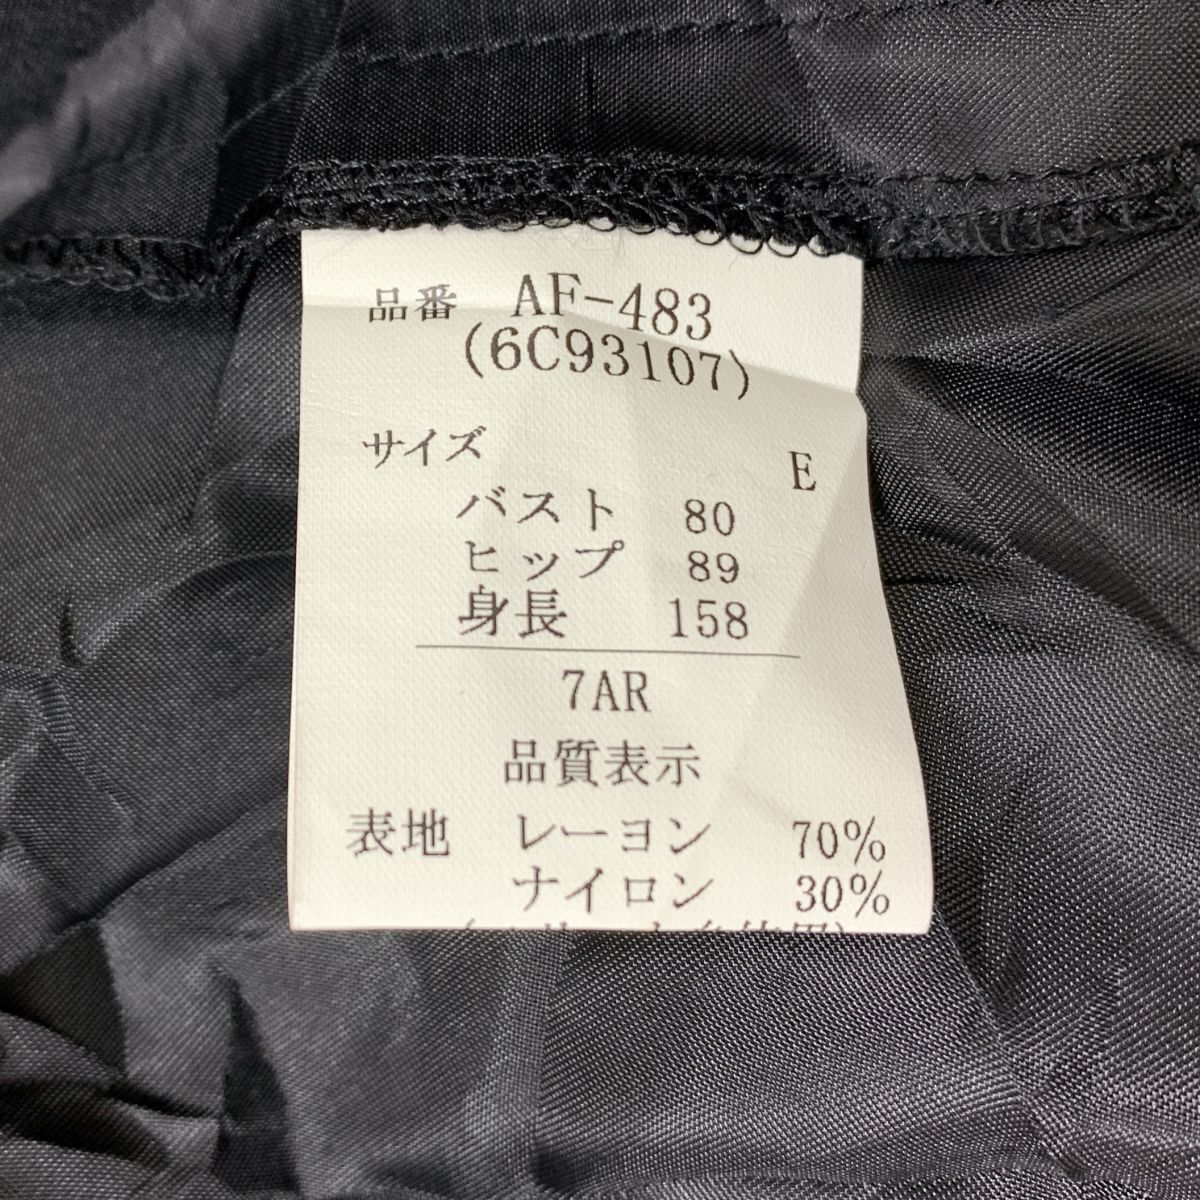 品番 AF-483
(6C93107)
サイズ
E
バスト 80
ヒップ 89
身長 158
7AR
品質表示
表地 レーヨン 70%
ナイロン 30%